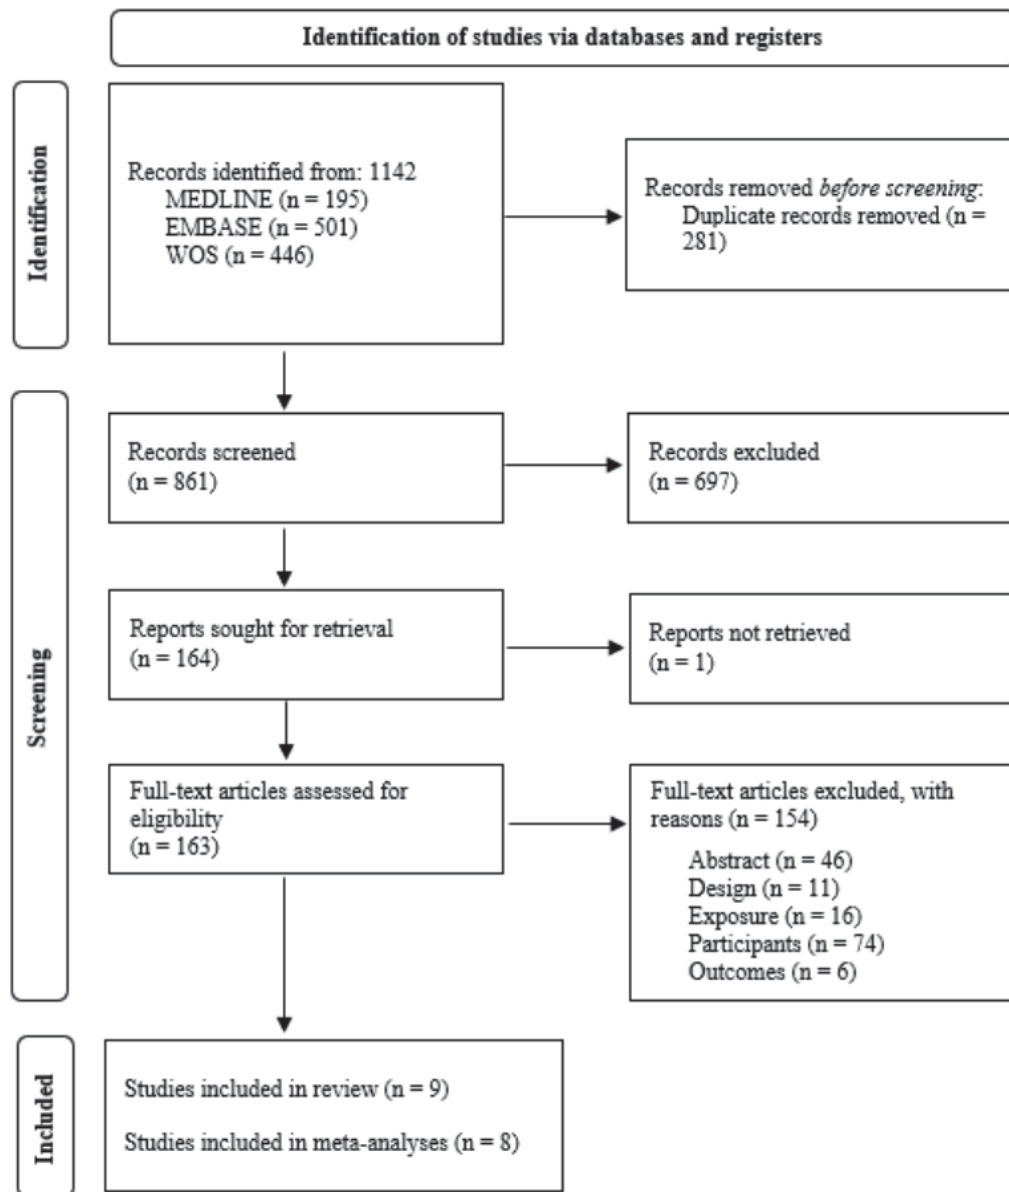 Identification of studies via databases and registers
Identification
Records identified from: 1142
MEDLINE (n = 195)
EMBASE (n = 501)
WOS (n = 446)
Records removed before screening:
Duplicate records removed (n =
281)
Screening
Records screened
(n = 861)
Records excluded
(n = 697)
Reports sought for retrieval
(n = 164)
Reports not retrieved
(n = 1)
Full-text articles assessed for
eligibility
(n = 163)
Full-text articles excluded, with
reasons (n = 154)
Abstract (n = 46)
Design (n = 11)
Exposure (n = 16)
Participants (n = 74)
Outcomes (n = 6)
Included
Studies included in review (n = 9)
Studies included in meta-analyses (n = 8)